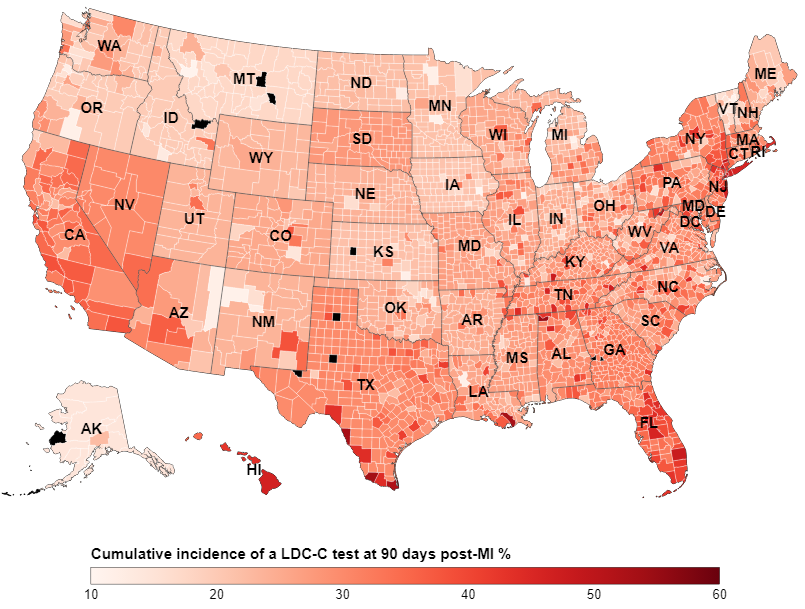 WA
MT
ND
MN
ME
OR
ID
SD
WI
MI
VT
NH
NY
MA
CT
RI
WY
IA
PA
NJ
NE
NV
UT
CO
IL
IN
OH
MD
DE
DC
CA
KS
MD
WV
VA
KY
AZ
NM
OK
AR
TN
NC
SC
TX
MS
AL
GA
LA
FL
AK
HI
Cumulative incidence of a LDC-C test at 90 days post-MI %
10 20 30 40 50 60